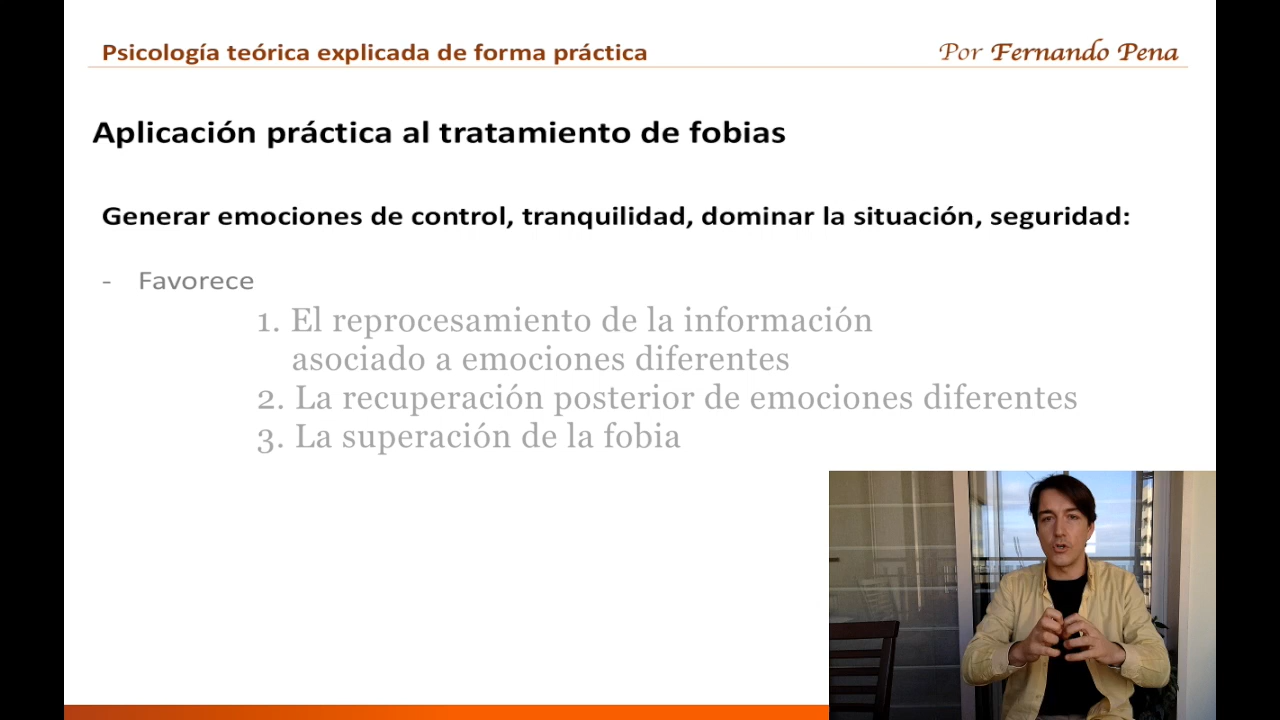 Psicología teórica explicada de forma práctica
Por Fernando Pena
Aplicación práctica al tratamiento de fobias
Generar emociones de control, tranquilidad, dominar la situación, seguridad:
- Favorece
1. El reprocesamiento de la información
asociado a emociones diferentes
2. La recuperación posterior de emociones diferentes
3. La superación de la fobia